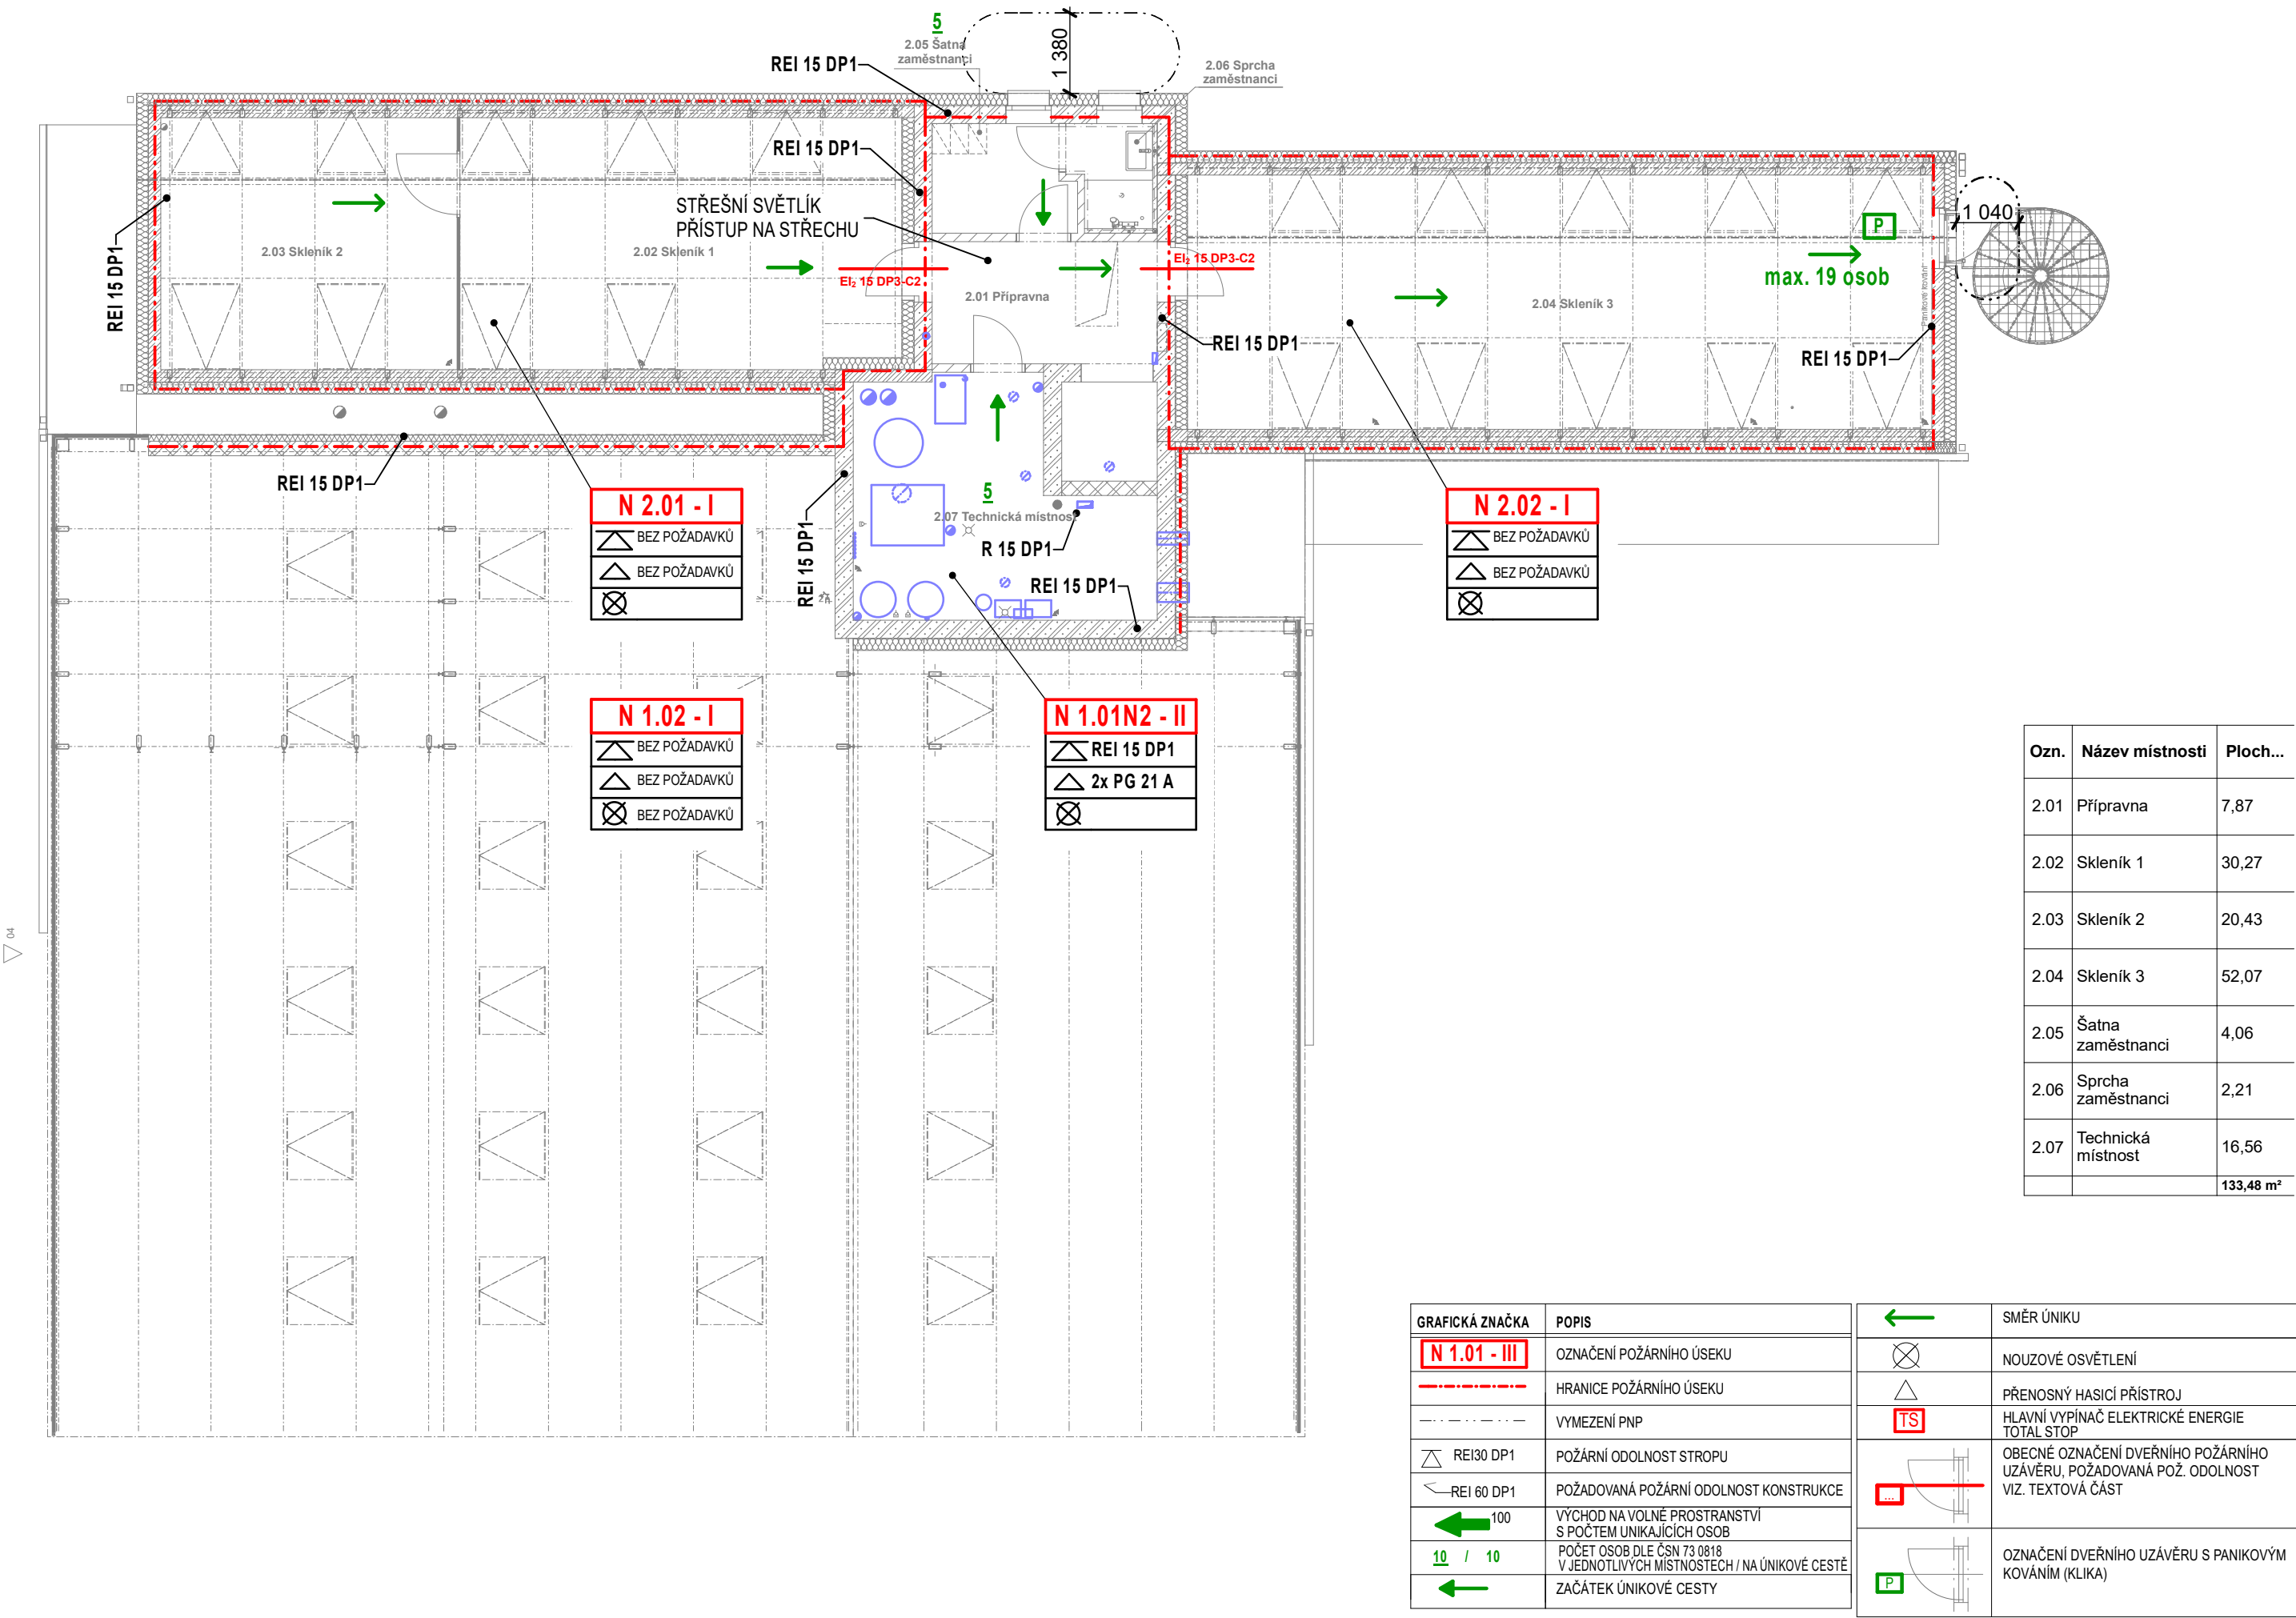 5
2.05 Šatna
zaměstnanci
1 380
2.06 Sprcha
zaměstnanci
REI 15 DP1
REI 15 DP1
STŘEŠNÍ SVĚTLÍK
PŘÍSTUP NA STŘECHU
REI 15 DP1
2.03 Skleník 2
2.02 Skleník 1
EI₂ 15 DP3-C2
2.01 Přípravna
EI₂ 15 DP3-C2
P
1 040
max. 19 osob
2.04 Skleník 3
Panikové kování
REI 15 DP1
REI 15 DP1
REI 15 DP1
REI 15 DP1
5
2.07 Technická místnost
R 15 DP1
REI 15 DP1
N 2.01 - I
BEZ POŽADAVKŮ
BEZ POŽADAVKŮ
N 2.02 - I
BEZ POŽADAVKŮ
BEZ POŽADAVKŮ
N 1.02 - I
BEZ POŽADAVKŮ
BEZ POŽADAVKŮ
BEZ POŽADAVKŮ
N 1.01N2 - II
REI 15 DP1
2x PG 21 A
04
Ozn. Název místnosti Ploch...
2.01 Přípravna 7,87
2.02 Skleník 1 30,27
2.03 Skleník 2 20,43
2.04 Skleník 3 52,07
2.05 Šatna zaměstnanci 4,06
2.06 Sprcha zaměstnanci 2,21
2.07 Technická místnost 16,56
133,48 m²
GRAFICKÁ ZNAČKA POPIS
N 1.01 - III OZNAČENÍ POŽÁRNÍHO ÚSEKU
HRANICE POŽÁRNÍHO ÚSEKU
VYMEZENÍ PNP
REI30 DP1 POŽÁRNÍ ODOLNOST STROPU
REI 60 DP1 POŽADOVANÁ POŽÁRNÍ ODOLNOST KONSTRUKCE
100 VÝCHOD NA VOLNÉ PROSTRANSTVÍ
S POČTEM UNIKAJÍCÍCH OSOB
10 / 10 POČET OSOB DLE ČSN 73 0818
V JEDNOTLIVÝCH MÍSTNOSTECH / NA ÚNIKOVÉ CESTĚ
ZAČÁTEK ÚNIKOVÉ CESTY
SMĚR ÚNIKU
NOUZOVÉ OSVĚTLENÍ
PŘENOSNÝ HASICÍ PŘÍSTROJ
TS HLAVNÍ VYPÍNAČ ELEKTRICKÉ ENERGIE
TOTAL STOP
OBECNÉ OZNAČENÍ DVEŘNÍHO POŽÁRNÍHO
UZÁVĚRU, POŽADOVANÁ POŽ. ODOLNOST
VIZ. TEXTOVÁ ČÁST
...
OZNAČENÍ DVEŘNÍHO UZÁVĚRU S PANIKOVÝM
KOVÁNÍM (KLIKA)
P